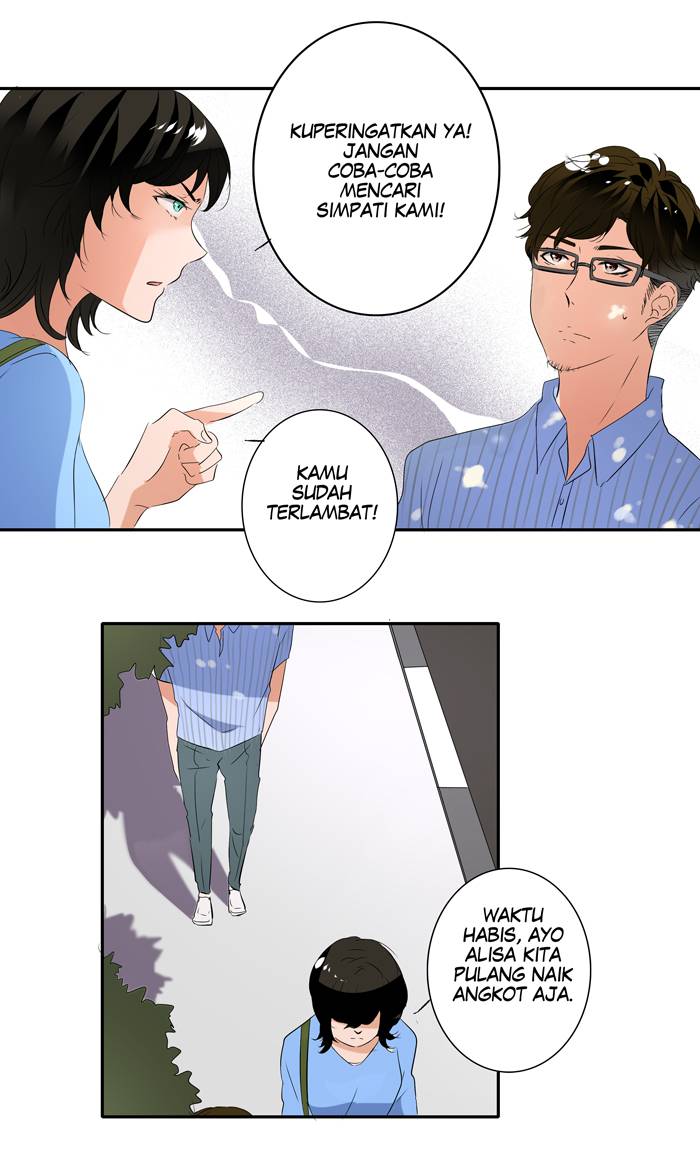 KUPERINGATKAN YA!
JANGAN
COBA-COBA
MENCARI
SIMPATI KAMI!
KAMU
SUDAH
TERLAMBAT!
WAKTU
HABIS, AYO
ALISA KITA
PULANG NAIK
ANGKOT AJA.